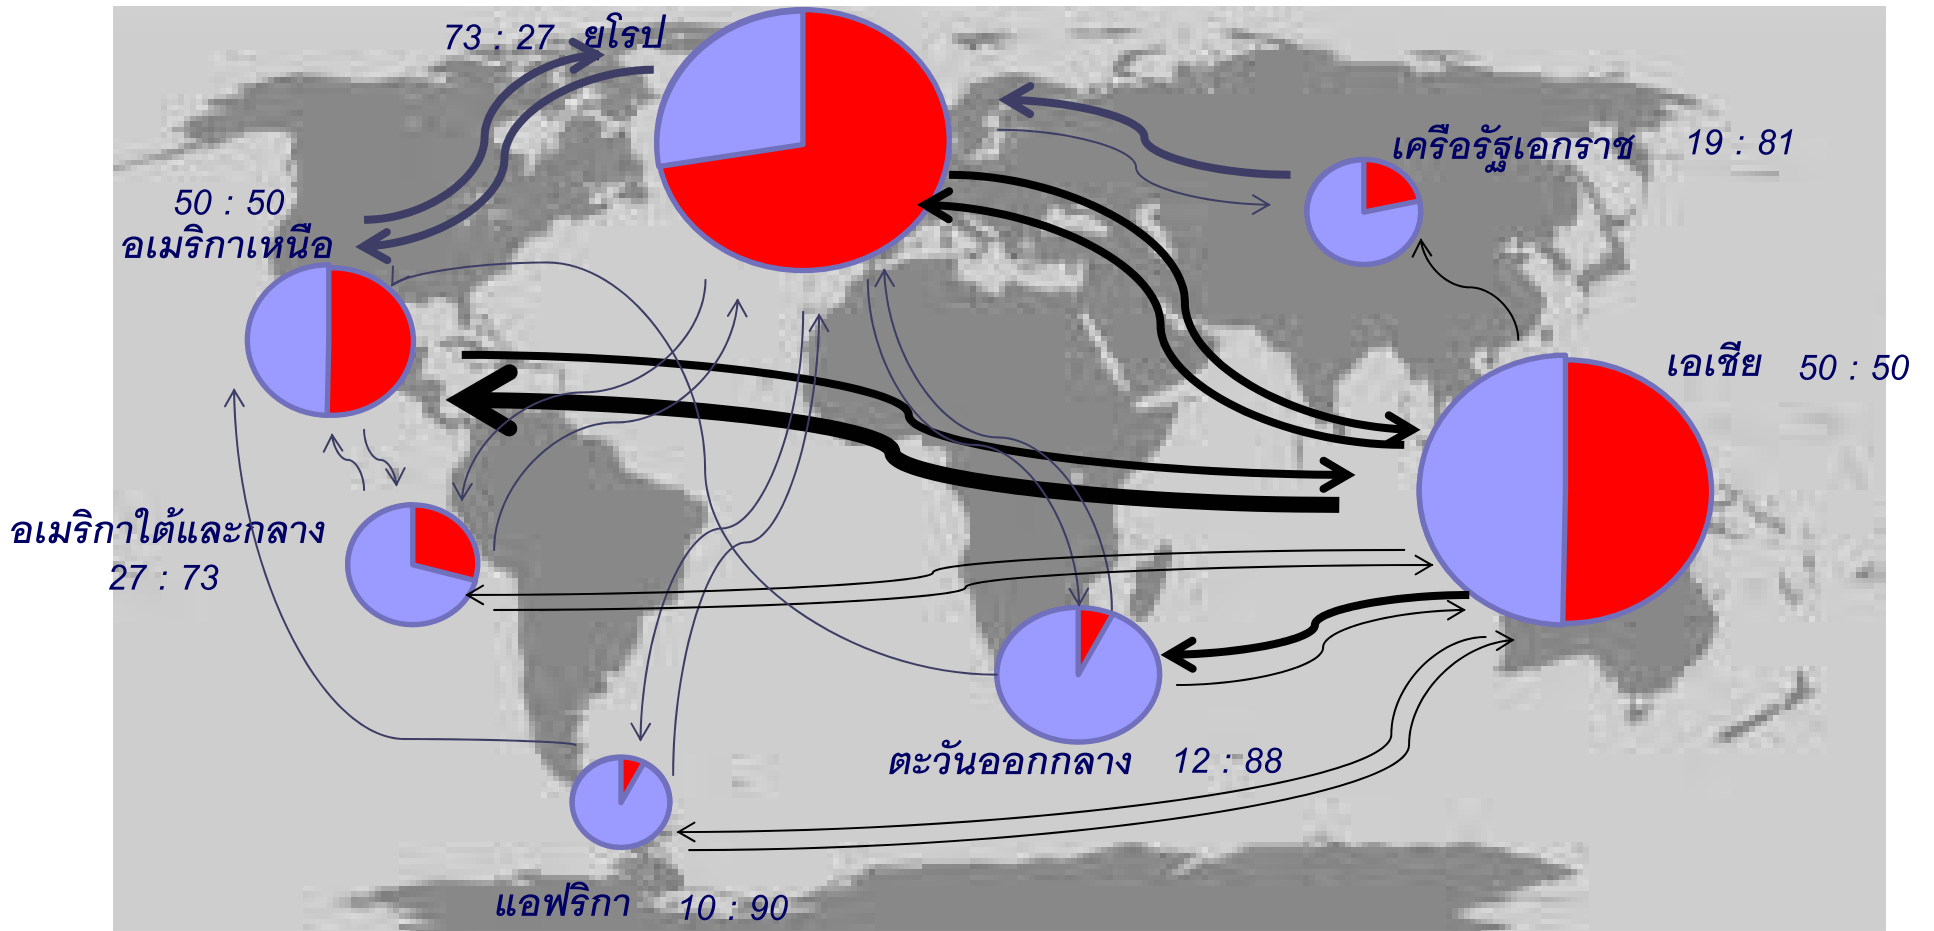 73 : 27 ยุโรป
เครือรัฐเอกราช 19 : 81
50 : 50
อเมริกาเหนือ
เอเชีย 50 : 50
อเมริกาใต้และกลาง
27 : 73
ตะวันออกกลาง 12 : 88
แอฟริกา 10 : 90